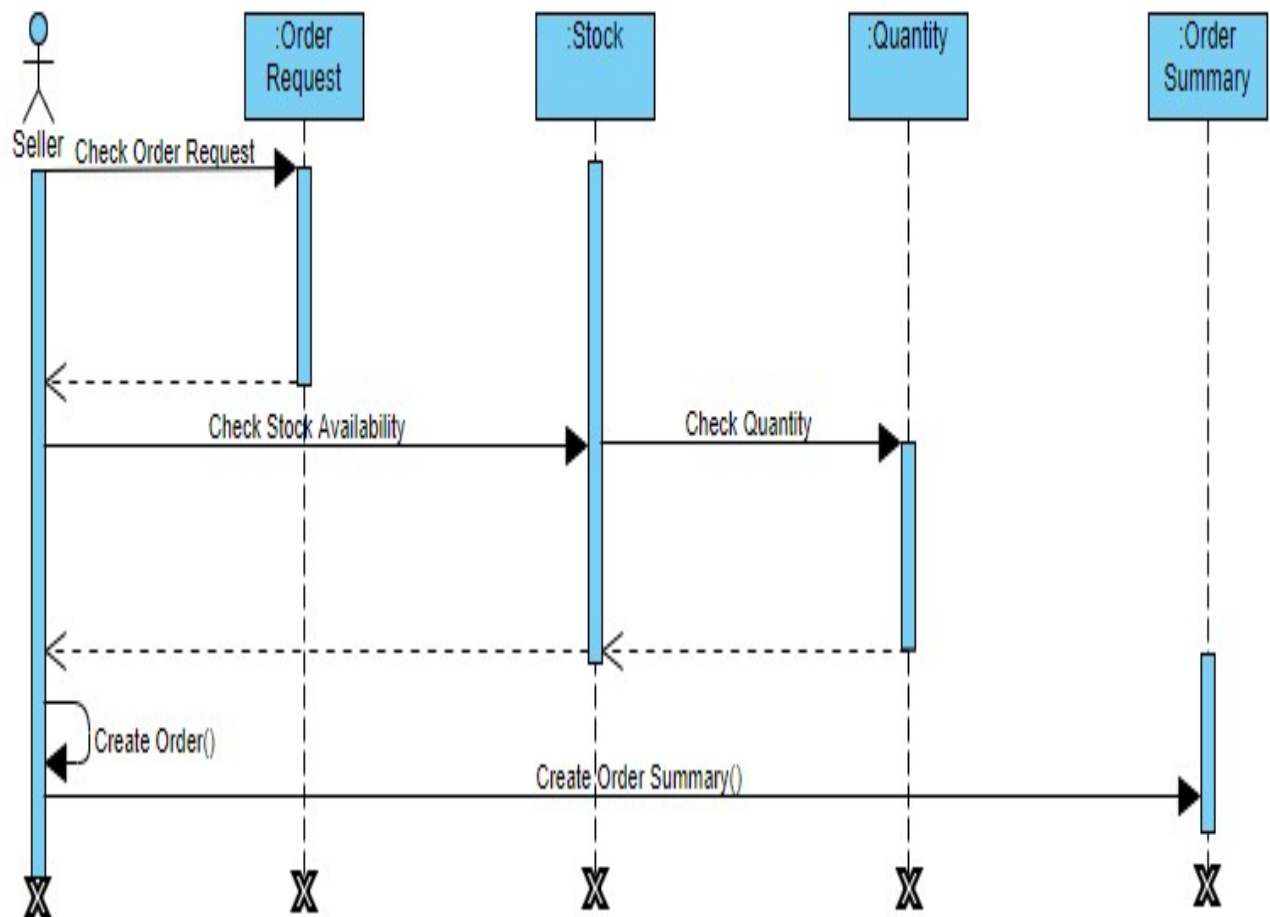 :Order
Request
:Stock
:Quantity
:Order
Summary
Seller
Check Order Request
Check Stock Availability
Check Quantity
Create Order()
Create Order Summary()